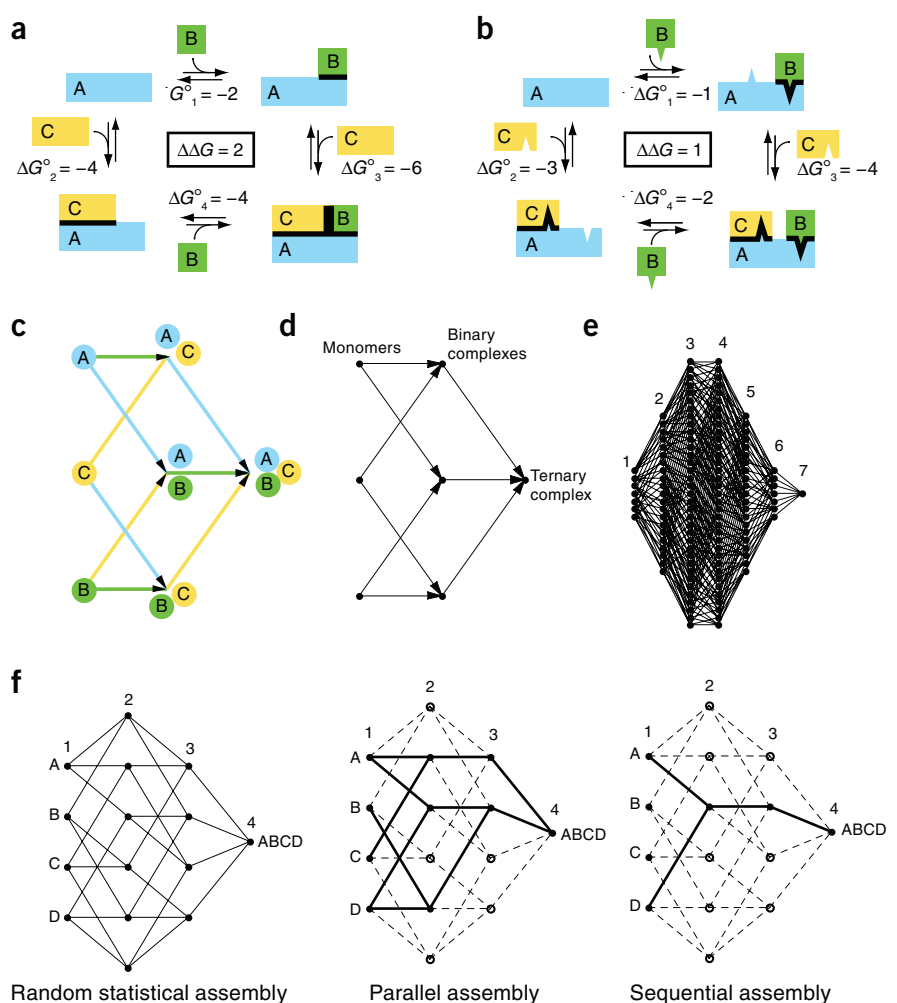 a
B
A
G°1 = –2
B
A
C
ΔΔG = 2
C
ΔG°2 = –4
ΔG°3 = –6
ΔG°4 = –4
C
A
B
C
B
A
b
B
A
ΔG°1 = –1
B
A
C
ΔΔG = 1
C
ΔG°2 = –3
ΔG°3 = –4
ΔG°4 = –2
C
A
B
C
B
A
c
A
A
C
C
A
B
A
C
B
B
B
C
d
Monomers
Binary
complexes
Ternary
complex
e
1
2
3
4
5
6
7
f
1
2
3
4
A
B
C
D
ABCD
Random statistical assembly
1
2
3
4
A
B
C
D
ABCD
Parallel assembly
1
2
3
4
A
B
C
D
ABCD
Sequential assembly